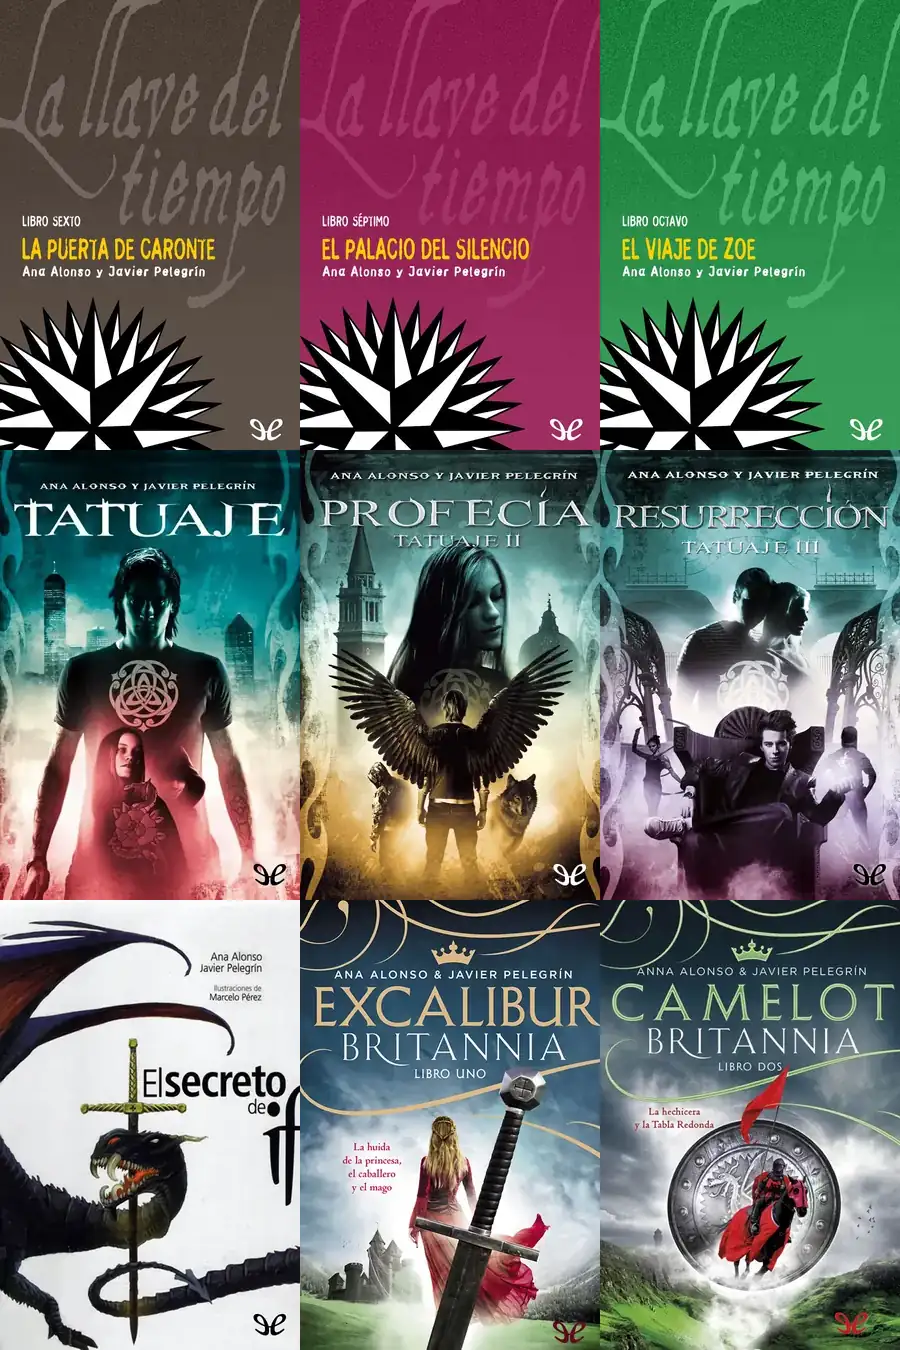 La llave del
tiempo
LIBRO SEXTO
LA PUERTA DE CARONTE
Ana Alonso y Javier Pelegrín
La llave del
tiempo
LIBRO SÉPTIMO
EL PALACIO DEL SILENCIO
Ana Alonso y Javier Pelegrín
La llave del
tiempo
LIBRO OCTAVO
EL VIAJE DE ZOE
Ana Alonso y Javier Pelegrín
ANA ALONSO Y JAVIER PELEGRÍN
TATUAJE
ANA ALONSO Y JAVIER PELEGRÍN
PROFECÍA
TATUAJE II
ANA ALONSO Y JAVIER PELEGRÍN
RESURRECCIÓN
TATUAJE III
Ana Alonso
Javier Pelegrín
Ilustraciones de
Marcelo Pérez
El secreto
de
if
ANA ALONSO & JAVIER PELEGRÍN
EXCALIBUR
BRITANNIA
LIBRO UNO
La huida
de la princesa,
el caballero
y el mago
ANNA ALONSO & JAVIER PELEGRÍN
CAMELOT
BRITANNIA
LIBRO DOS
La hechicera
y la Tabla Redonda